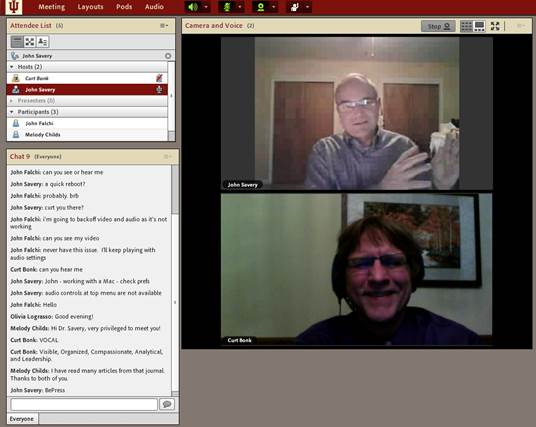 Meeting Layouts Pods Audio
Attendee List (5)
John Savery
Hosts (2)
Curt Bonk
John Savery
Presenters (0)
Participants (3)
John Falchi
Melody Childs
Chat 9 (Everyone)
John Falchi: can you see or hear me
John Savery: a quick reboot?
John Falchi: probably. brb
John Savery: curt you there?
John Falchi: i'm going to backoff video and audio as it's not
working
John Falchi: can you see my video
John Falchi: never have this issue. I'll keep playing with
audio settings
Curt Bonk: can you hear me
John Savery: John - working with a Mac - check prefs
John Savery: audio controls at top menu are not available
John Falchi: Hello
Olivia Lograsso: Good evening!
Melody Childs: Hi Dr. Savery, very privileged to meet you!
Curt Bonk: VOCAL
Curt Bonk: Visible, Organized, Compassionate, Analytical,
and Leadership.
Melody Childs: I have read many articles from that journal.
Thanks to both of you.
John Savery: BePress
Everyone
Camera and Voice (2)
Stop
John Savery
Curt Bonk